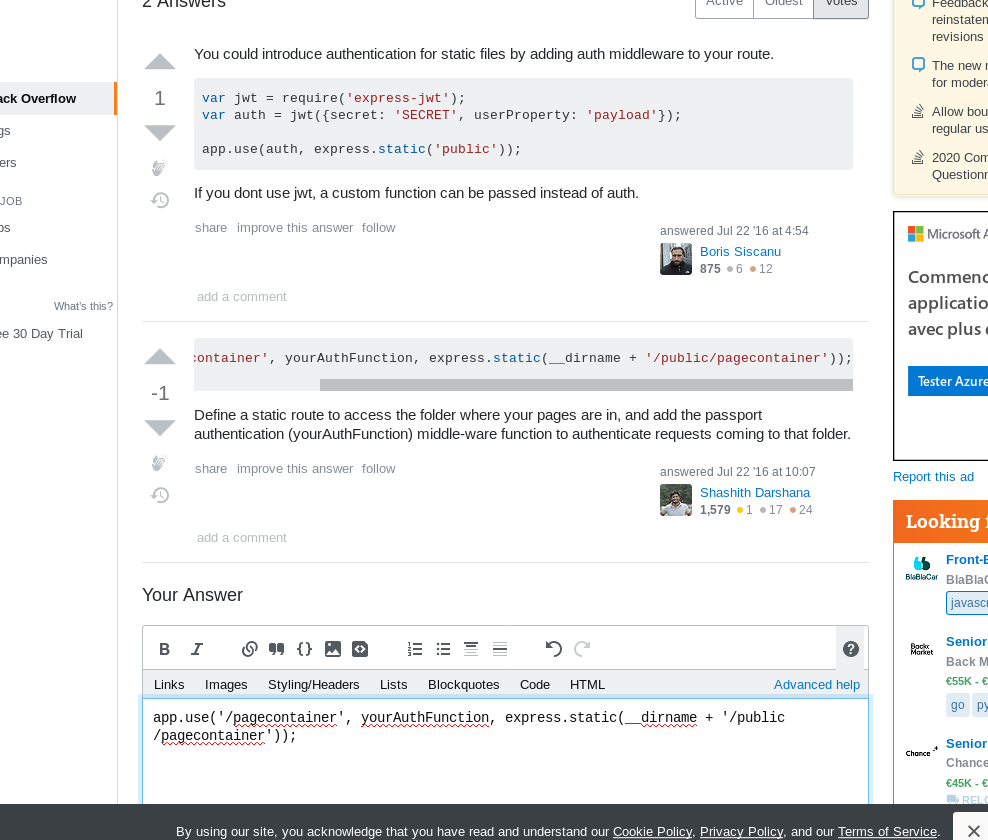 2 Answers
Active Oldest Votes
ack Overflow
gs
ers
JOB
bs
mpanies
What's this?
ee 30 Day Trial
You could introduce authentication for static files by adding auth middleware to your route.
1
var jwt = require('express-jwt');
var auth = jwt({secret: 'SECRET', userProperty: 'payload'});
app.use(auth, express.static('public'));
If you dont use jwt, a custom function can be passed instead of auth.
share improve this answer follow
answered Jul 22 '16 at 4:54
Boris Siscanu
875 6 12
add a comment
-1
container', yourAuthFunction, express.static(__dirname + '/public/pagecontainer'));
Define a static route to access the folder where your pages are in, and add the passport
authentication (yourAuthFunction) middle-ware function to authenticate requests coming to that folder.
share improve this answer follow
answered Jul 22 '16 at 10:07
Shashith Darshana
1,579 1 17 24
add a comment
Your Answer
B I
?
Links Images Styling/Headers Lists Blockquotes Code HTML Advanced help
app.use('/pagecontainer', yourAuthFunction, express.static(__dirname + '/public
/pagecontainer'));
Feedback
reinstatem
revisions
The new r
for modera
Allow bou
regular us
2020 Com
Questionn
Microsoft A
Commenc
applicatio
avec plus d
Tester Azure
Report this ad
Looking f
Front-E
BlaBlaCar
BlaBlaC
javascr
Senior
Back Market
Back M
€55K - €
go py
Senior
Chance
Chance
€45K - €
RELO
By using our site, you acknowledge that you have read and understand our Cookie Policy, Privacy Policy, and our Terms of Service.